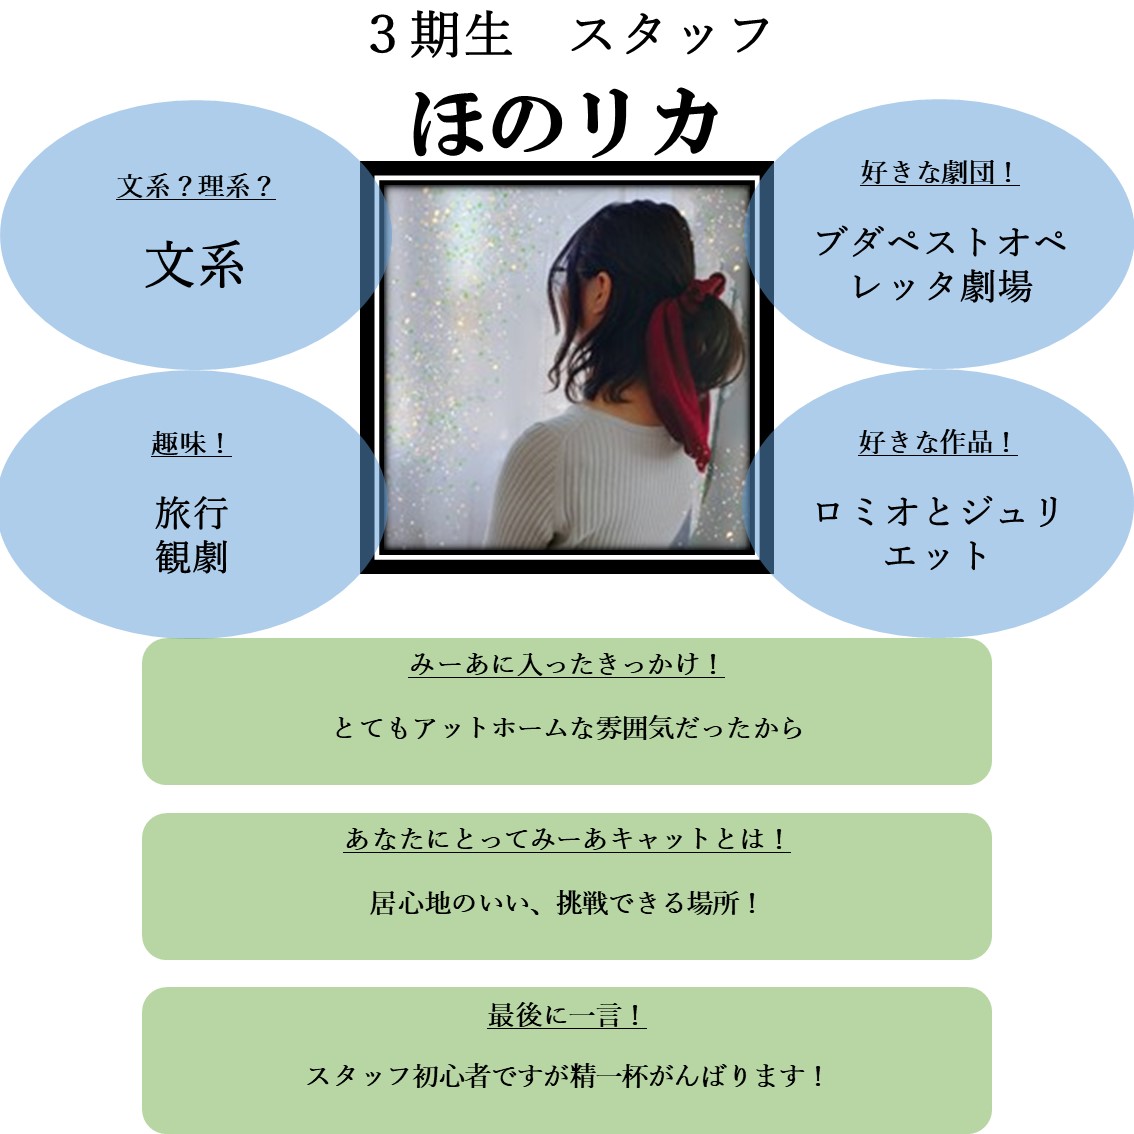 ３期生　スタッフ
ほのリカ
文系？理系？
文系
好きな劇団！
ブダペストオペ
レッタ劇場
趣味！
旅行
観劇
好きな作品！
ロミオとジュリ
エット
みーあに入ったきっかけ！
とてもアットホームな雰囲気だったから
あなたにとってみーあキャットとは！
居心地のいい、挑戦できる場所！
最後に一言！
スタッフ初心者ですが精一杯がんばります！